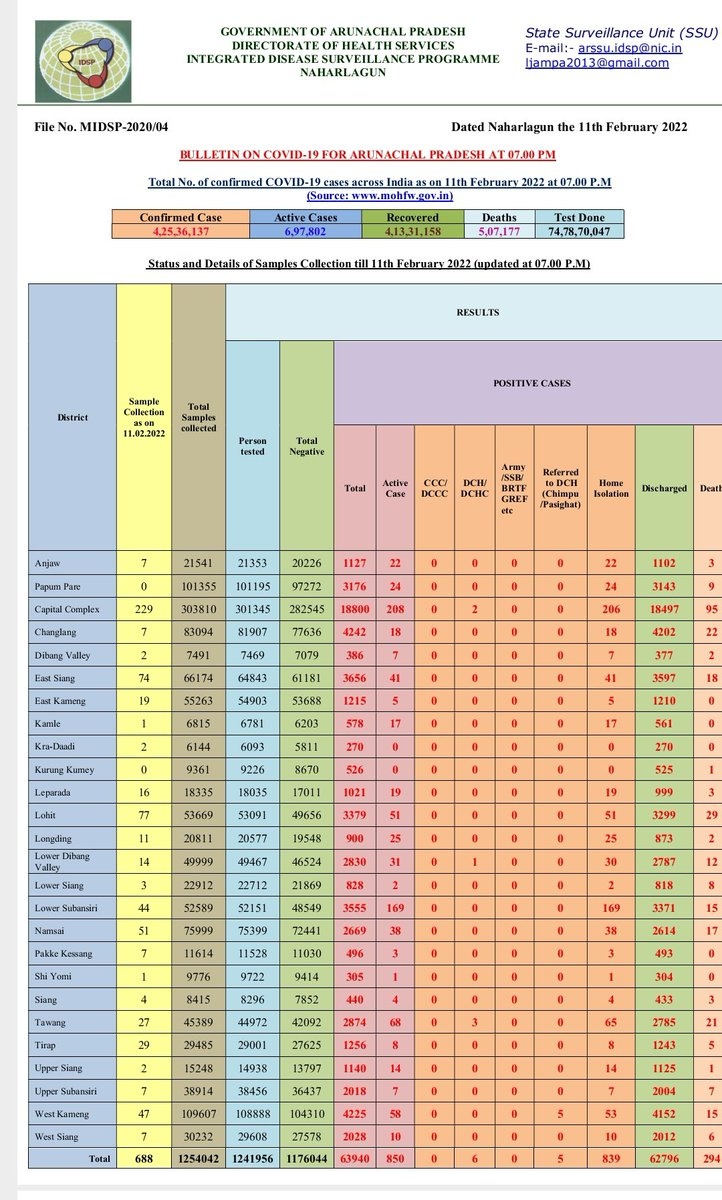 IDSP
GOVERNMENT OF ARUNACHAL PRADESH
DIRECTORATE OF HEALTH SERVICES
INTEGRATED DISEASE SURVEILLANCE PROGRAMME
NAHARLAGUN
State Surveillance Unit (SSU)
E-mail:- arssu.idsp@nic.in
ljampa2013@gmail.com
File No. MIDSP-2020/04 Dated Naharlagun the 11th February 2022
BULLETIN ON COVID-19 FOR ARUNACHAL PRADESH AT 07.00 PM
Total No. of confirmed COVID-19 cases across India as on 11th February 2022 at 07.00 P.M
(Source: www.mohfw.gov.in)
Confirmed Case Active Cases Recovered Deaths Test Done
4,25,36,137 6,97,802 4,13,31,158 5,07,177 74,78,70,047
Status and Details of Samples Collection till 11th February 2022 (updated at 07.00 P.M)
District
Sample
Collection
as on
11.02.2022
Total
Samples
collected
RESULTS
Person
tested
Total
Negative
POSITIVE CASES
Total
Active
Case
CCC/
DCCC
DCH/
DCHC
Army
/SSB/
BRTF
GREF
etc
Referred
to DCH
(Chimpu
/Pasighat)
Home
Isolation
Discharged
Death
Anjaw 7 21541 21353 20226 1127 22 0 0 0 0 22 1102 3
Papum Pare 0 101355 101195 97272 3176 24 0 0 0 0 24 3143 9
Capital Complex 229 303810 301345 282545 18800 208 0 2 0 0 206 18497 95
Changlang 7 83094 81907 77636 4242 18 0 0 0 0 18 4202 22
Dibang Valley 2 7491 7469 7079 386 7 0 0 0 0 7 377 2
East Siang 74 66174 64843 61181 3656 41 0 0 0 0 41 3597 18
East Kameng 19 55263 54903 53688 1215 5 0 0 0 0 5 1210 0
Kamle 1 6815 6781 6203 578 17 0 0 0 0 17 561 0
Kra-Daadi 2 6144 6093 5811 270 0 0 0 0 0 0 270 0
Kurung Kumey 0 9361 9226 8670 526 0 0 0 0 0 0 525 1
Leparada 16 18335 18035 17011 1021 19 0 0 0 0 19 999 3
Lohit 77 53669 53091 49656 3379 51 0 0 0 0 51 3299 29
Longding 11 20811 20577 19548 900 25 0 0 0 0 25 873 2
Lower Dibang
Valley 14 49999 49467 46524 2830 31 0 1 0 0 30 2787 12
Lower Siang 3 22912 22712 21869 828 2 0 0 0 0 2 818 8
Lower Subansiri 44 52589 52151 48549 3555 169 0 0 0 0 169 3371 15
Namsai 51 75999 75399 72441 2669 38 0 0 0 0 38 2614 17
Pakke Kessang 7 11614 11528 11030 496 3 0 0 0 0 3 493 0
Shi Yomi 1 9776 9722 9414 305 1 0 0 0 0 1 304 0
Siang 4 8415 8296 7852 440 4 0 0 0 0 4 433 3
Tawang 27 45389 44972 42092 2874 68 0 3 0 0 65 2785 21
Tirap 29 29485 29001 27625 1256 8 0 0 0 0 8 1243 5
Upper Siang 2 15248 14938 13797 1140 14 0 0 0 0 14 1125 1
Upper Subansiri 7 38914 38456 36437 2018 7 0 0 0 0 7 2004 7
West Kameng 47 109607 108888 104310 4225 58 0 0 0 5 53 4152 15
West Siang 7 30232 29608 27578 2028 10 0 0 0 0 10 2012 6
Total 688 1254042 1241956 1176044 63940 850 0 6 0 5 839 62796 294